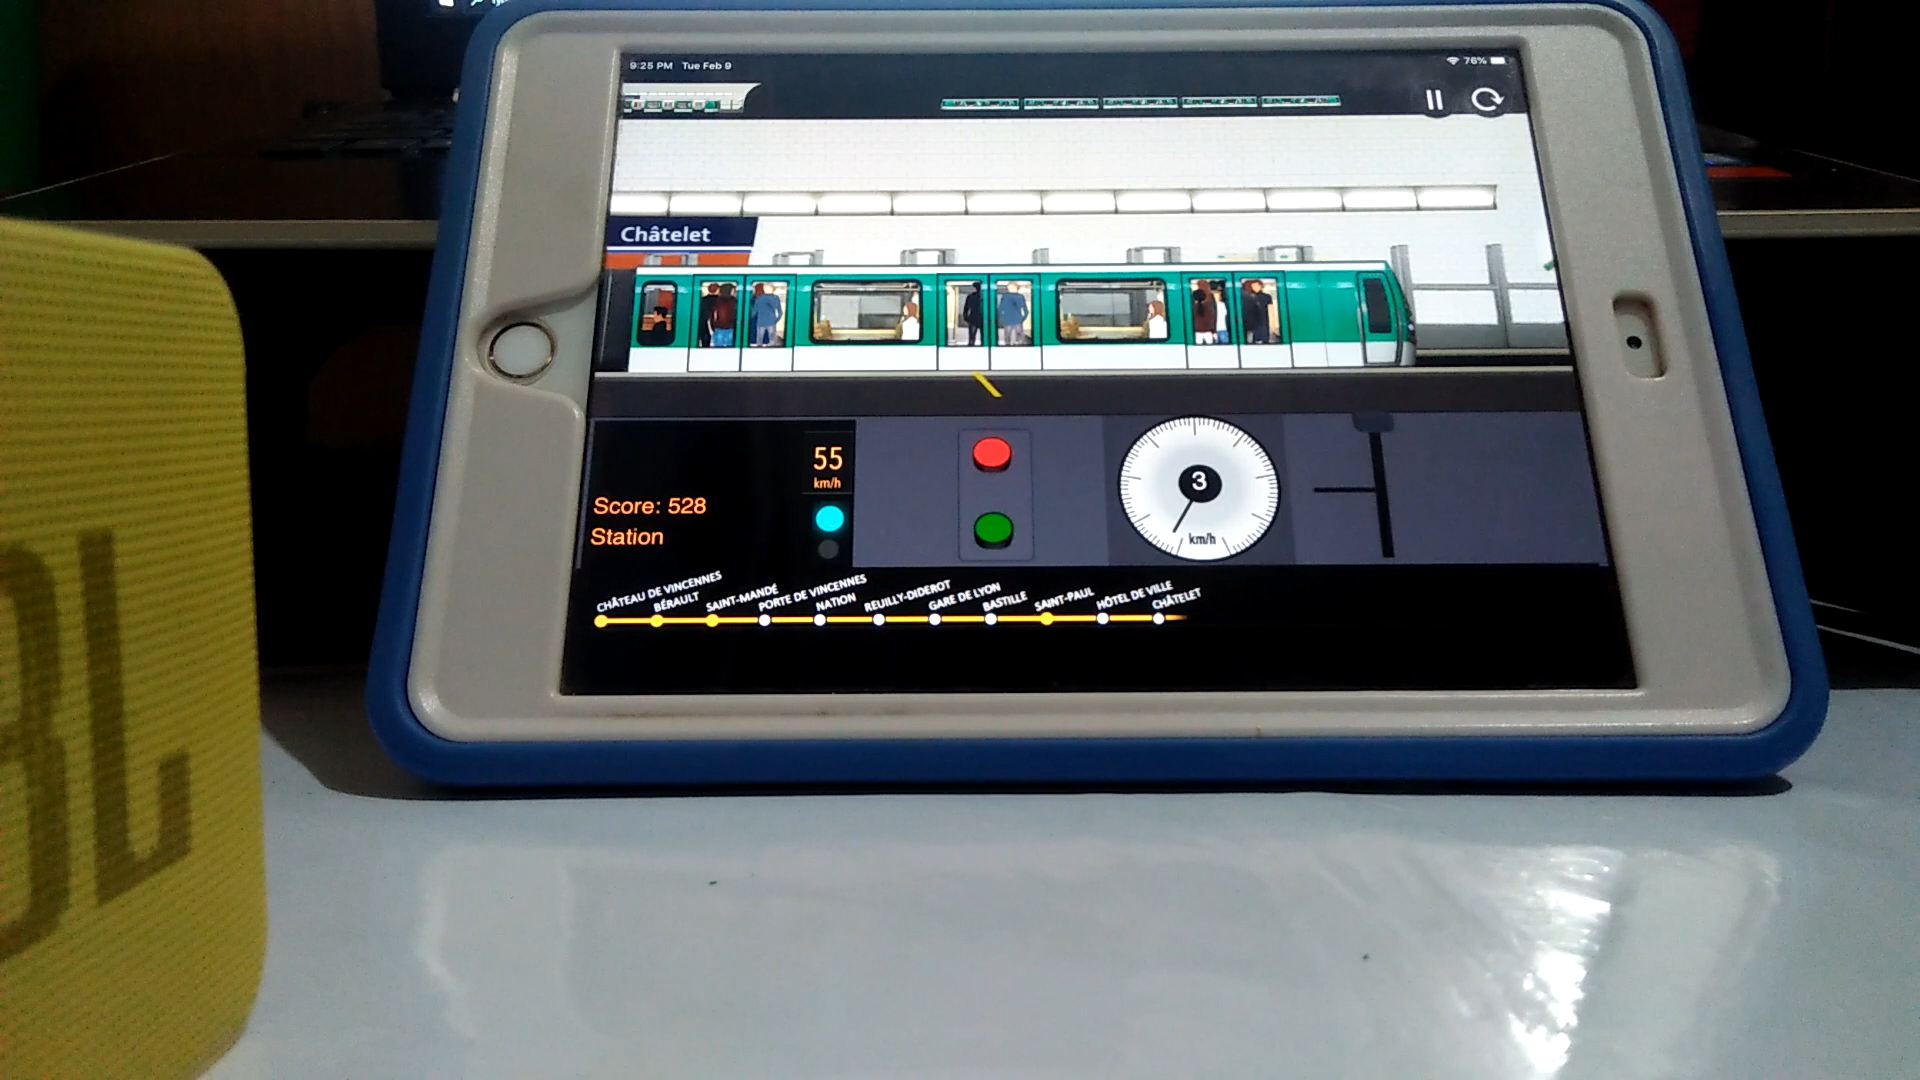 9:25 PM Tue Feb 9
76%
Châtelet
55
km/h
Score: 528
Station
3
km/h
CHÂTEAU DE VINCENNES
BÉRAULT
SAINT-MANDÉ
PORTE DE VINCENNES
NATION
REUILLY-DIDEROT
GARE DE LYON
BASTILLE
SAINT-PAUL
HÔTEL DE VILLE
CHÂTELET
BL